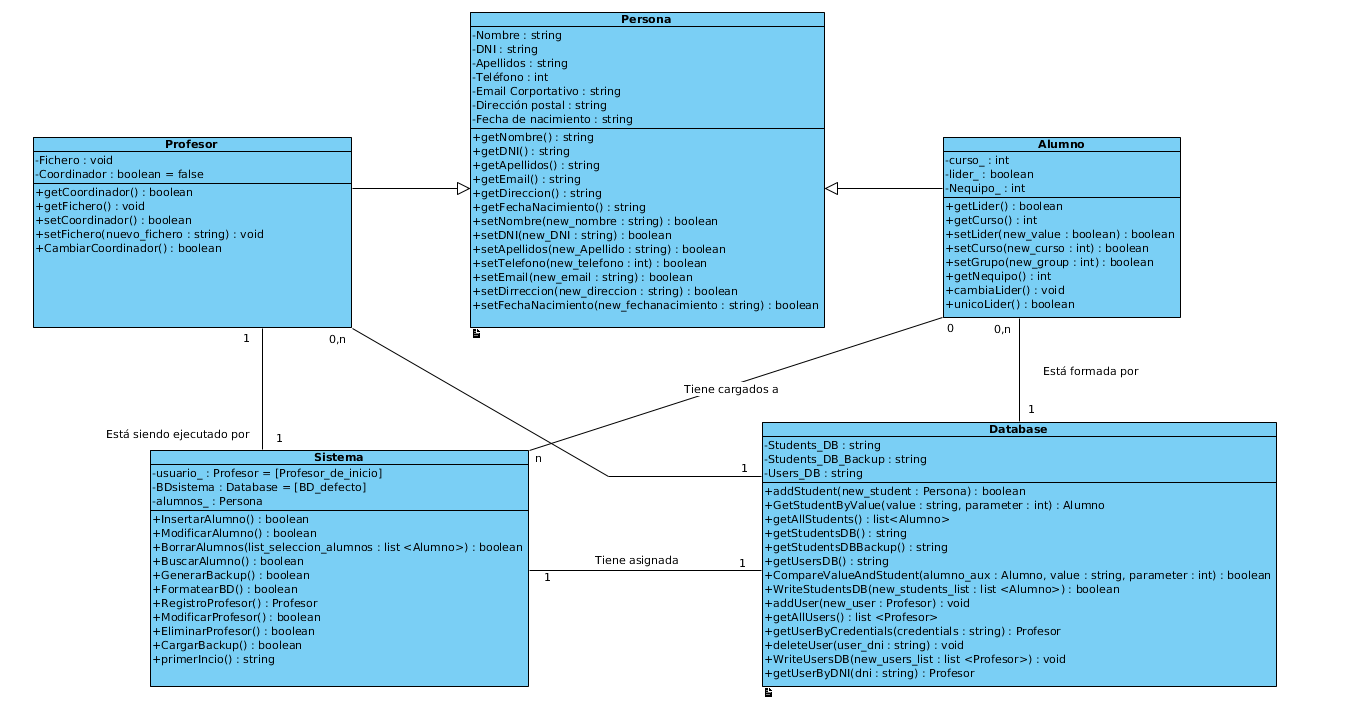 Persona
-Nombre : string
-DNI : string
-Apellidos : string
-Teléfono : int
-Email Corportativo : string
-Dirección postal : string
-Fecha de nacimiento : string
+getNombre() : string
+getDNI() : string
+getApellidos() : string
+getEmail() : string
+getDireccion() : string
+getFechaNacimiento() : string
+setNombre(new_nombre : string) : boolean
+setDNI(new_DNI : string) : boolean
+setApellidos(new_Apellido : string) : boolean
+setTelefono(new_telefono : int) : boolean
+setEmail(new_email : string) : boolean
+setDirreccion(new_direccion : string) : boolean
+setFechaNacimiento(new_fechanacimiento : string) : boolean
Profesor
-Fichero : void
-Coordinador : boolean = false
+getCoordinador() : boolean
+getFichero() : void
+setCoordinador() : boolean
+setFichero(nuevo_fichero : string) : void
+CambiarCoordinador() : boolean
Alumno
-curso_ : int
-lider_ : boolean
-Nequipo_ : int
+getLider() : boolean
+getCurso() : int
+setLider(new_value : boolean) : boolean
+setCurso(new_curso : int) : boolean
+setGrupo(new_group : int) : boolean
+getNequipo() : int
+cambiaLider() : void
+unicoLider() : boolean
1
0,n
0
0,n
Tiene cargados a
Está formada por
Está siendo ejecutado por
1
n
1
1
Sistema
-usuario_ : Profesor = [Profesor_de_inicio]
-BDsistema : Database = [BD_defecto]
-alumnos_ : Persona
+InsertarAlumno() : boolean
+ModificarAlumno() : boolean
+BorrarAlumnos(list_seleccion_alumnos : list <Alumno>) : boolean
+BuscarAlumno() : boolean
+GenerarBackup() : boolean
+FormatearBD() : boolean
+RegistroProfesor() : Profesor
+ModificarProfesor() : boolean
+EliminarProfesor() : boolean
+CargarBackup() : boolean
+primerIncio() : string
Tiene asignada
1
1
Database
-Students_DB : string
-Students_DB_Backup : string
-Users_DB : string
+addStudent(new_student : Persona) : boolean
+GetStudentByValue(value : string, parameter : int) : Alumno
+getAllStudents() : list<Alumno>
+getStudentsDB() : string
+getStudentsDBBackup() : string
+getUsersDB() : string
+CompareValueAndStudent(alumno_aux : Alumno, value : string, parameter : int) : boolean
+WriteStudentsDB(new_students_list : list <Alumno>) : boolean
+addUser(new_user : Profesor) : void
+getAllUsers() : list <Profesor>
+getUserByCredentials(credentials : string) : Profesor
+deleteUser(user_dni : string) : void
+WriteUsersDB(new_users_list : list <Profesor>) : void
+getUserByDNI(dni : string) : Profesor